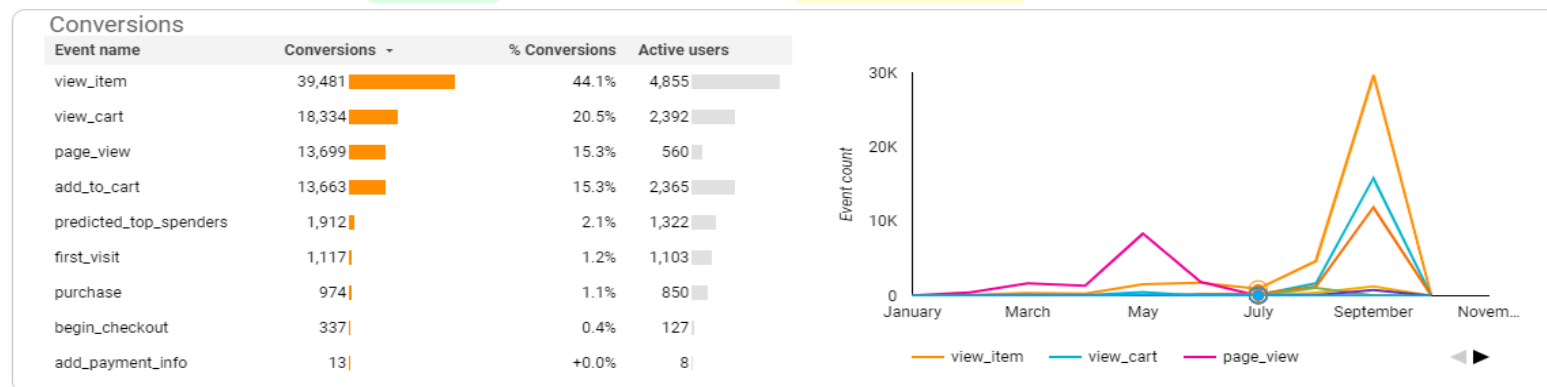 Conversions
Event name Conversions % Conversions Active users
view_item 39,481 44.1% 4,855
view_cart 18,334 20.5% 2,392
page_view 13,699 15.3% 560
add_to_cart 13,663 15.3% 2,365
predicted_top_spenders 1,912 2.1% 1,322
first_visit 1,117 1.2% 1,103
purchase 974 1.1% 850
begin_checkout 337 0.4% 127
add_payment_info 13 +0.0% 8
30K
20K
10K
0
Event count
January March May July September Novem...
view_item view_cart page_view